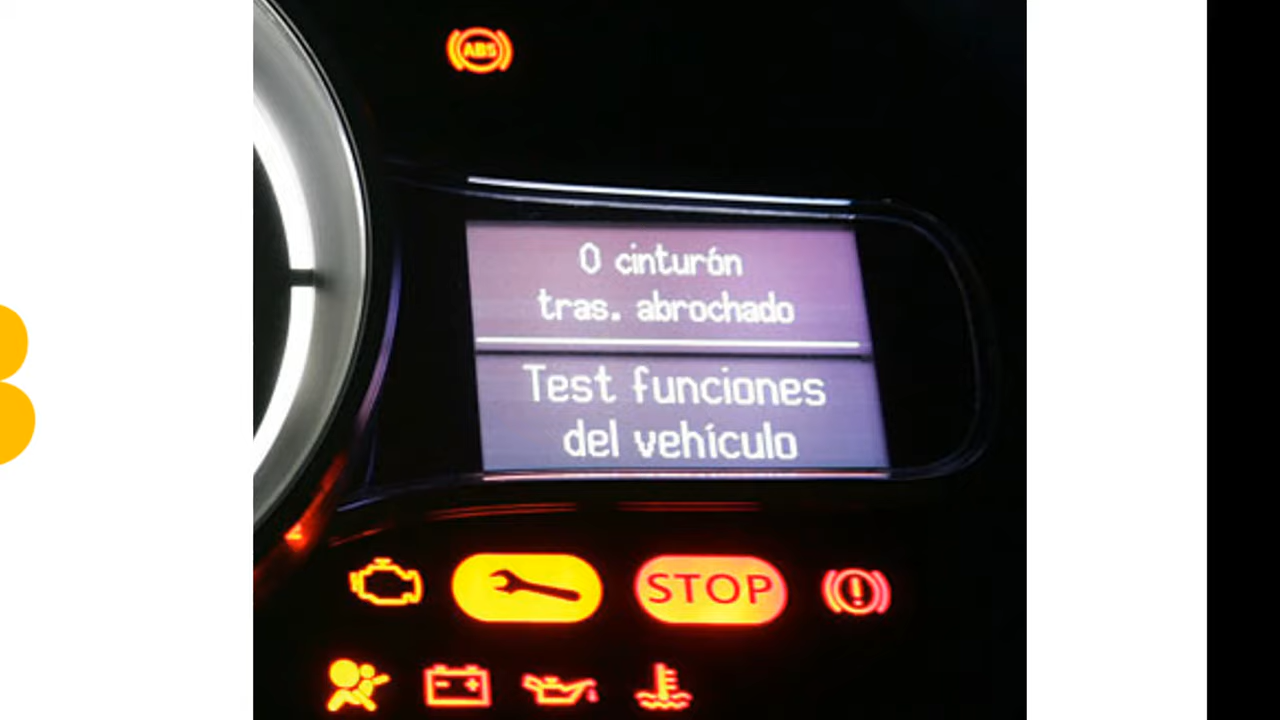 ABS
0 cinturón
tras. abrochado
Test funciones
del vehículo
STOP